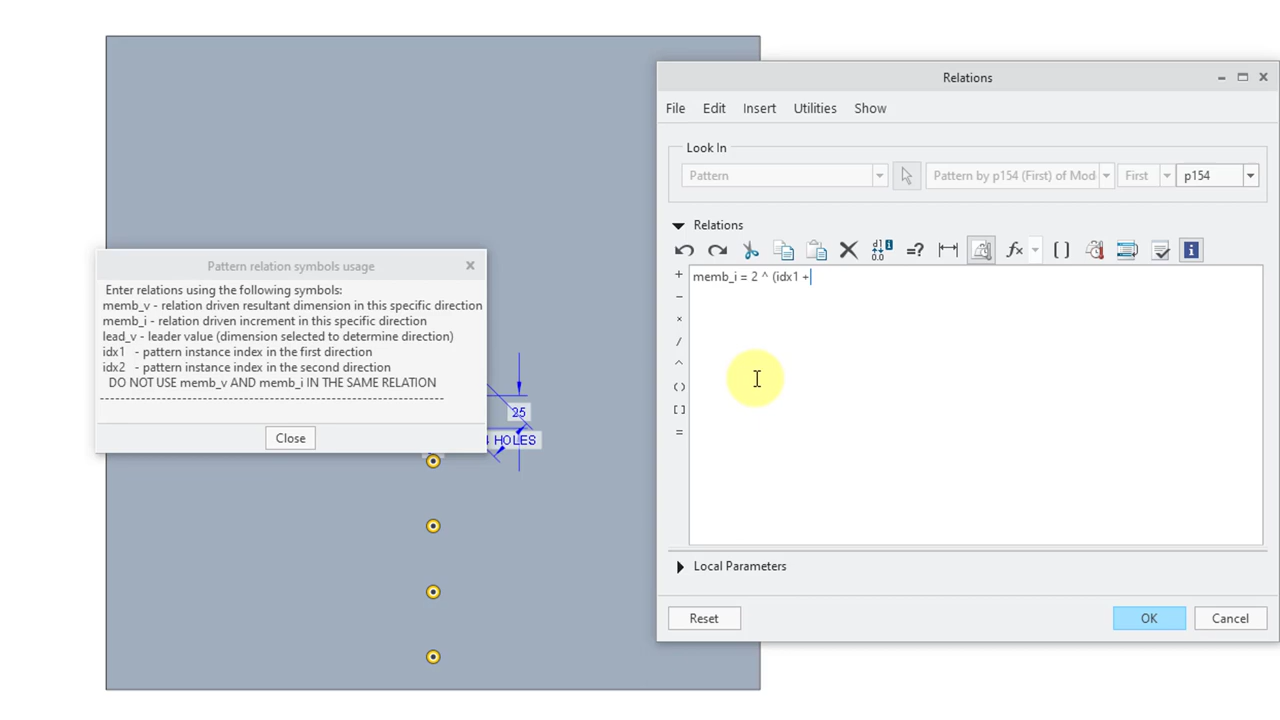 Relations
File Edit Insert Utilities Show
Look In
Pattern
Pattern by p154 (First) of Mod
First
p154
Relations
memb_i = 2 ^ (idx1 +
Local Parameters
Reset
OK
Cancel
Pattern relation symbols usage
Enter relations using the following symbols:
memb_v - relation driven resultant dimension in this specific direction
memb_i - relation driven increment in this specific direction
lead_v - leader value (dimension selected to determine direction)
idx1 - pattern instance index in the first direction
idx2 - pattern instance index in the second direction
DO NOT USE memb_v AND memb_i IN THE SAME RELATION
Close
25
HOLES